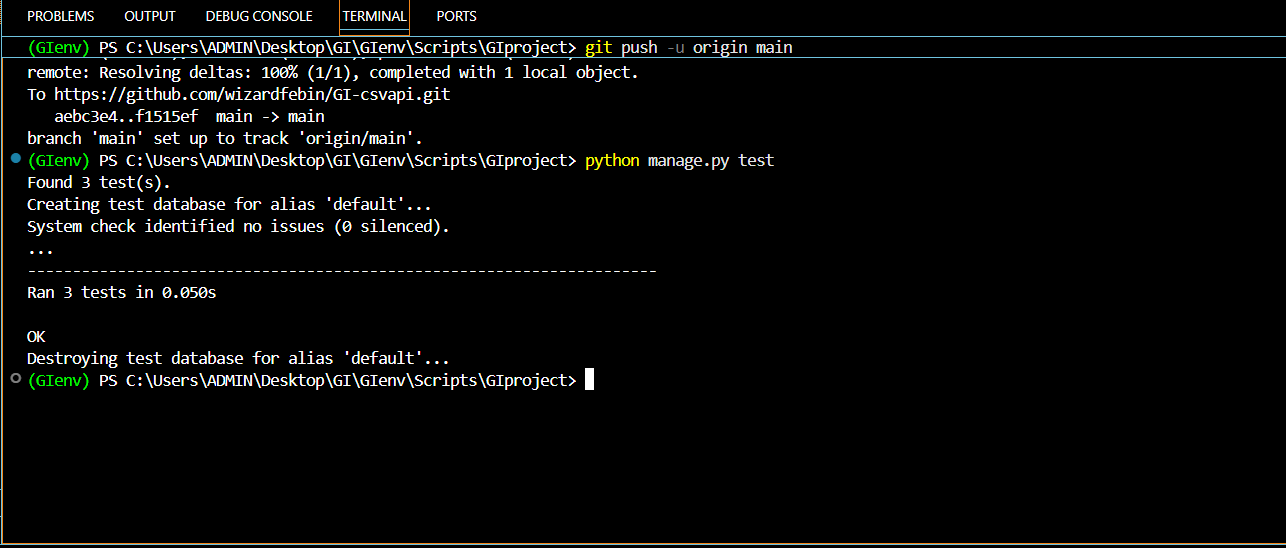 PROBLEMS OUTPUT DEBUG CONSOLE TERMINAL PORTS
(GIenv) PS C:\Users\ADMIN\Desktop\GI\GIenv\Scripts\GIproject> git push -u origin main
remote: Resolving deltas: 100% (1/1), completed with 1 local object.
To https://github.com/wizardfebin/GI-csvapi.git
   aebc3e4..f1515ef  main -> main
branch 'main' set up to track 'origin/main'.
(GIenv) PS C:\Users\ADMIN\Desktop\GI\GIenv\Scripts\GIproject> python manage.py test
Found 3 test(s).
Creating test database for alias 'default'...
System check identified no issues (0 silenced).
...
----------------------------------------------------------------------
Ran 3 tests in 0.050s

OK
Destroying test database for alias 'default'...
(GIenv) PS C:\Users\ADMIN\Desktop\GI\GIenv\Scripts\GIproject>